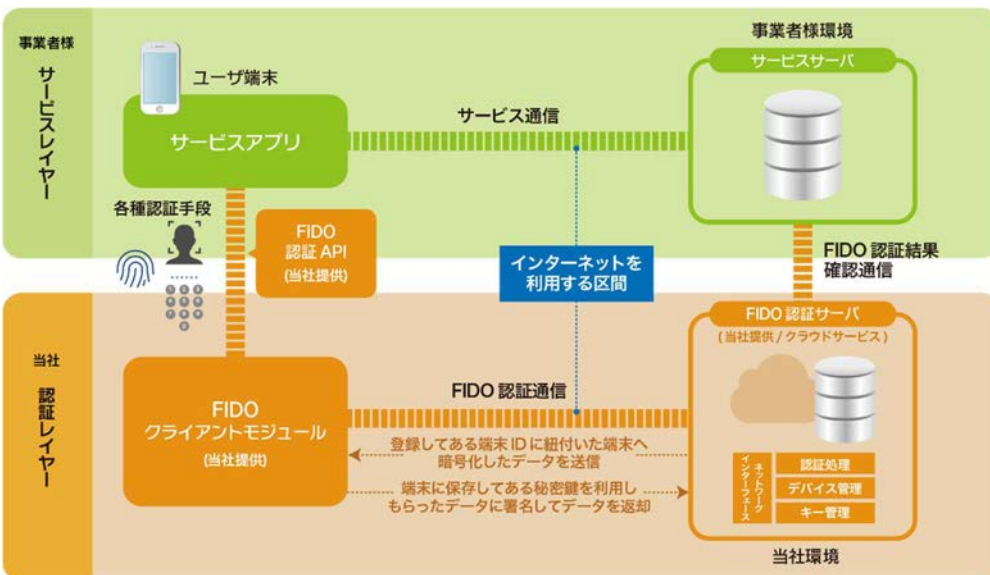 事業者様
サービスレイヤー
ユーザ端末
サービスアプリ
サービス通信
事業者様環境
サービスサーバ
各種認証手段
FIDO
認証 API
(当社提供)
インターネットを
利用する区間
FIDO 認証結果
確認通信
当社
認証レイヤー
FIDO
クライアントモジュール
(当社提供)
FIDO 認証通信
登録してある端末 ID に紐付いた端末へ
暗号化したデータを送信
端末に保存してある秘密鍵を利用し
もらったデータに署名してデータを返却
FIDO 認証サーバ
(当社提供 / クラウドサービス)
ネットワーク
インターフェース
認証処理
デバイス管理
キー管理
当社環境